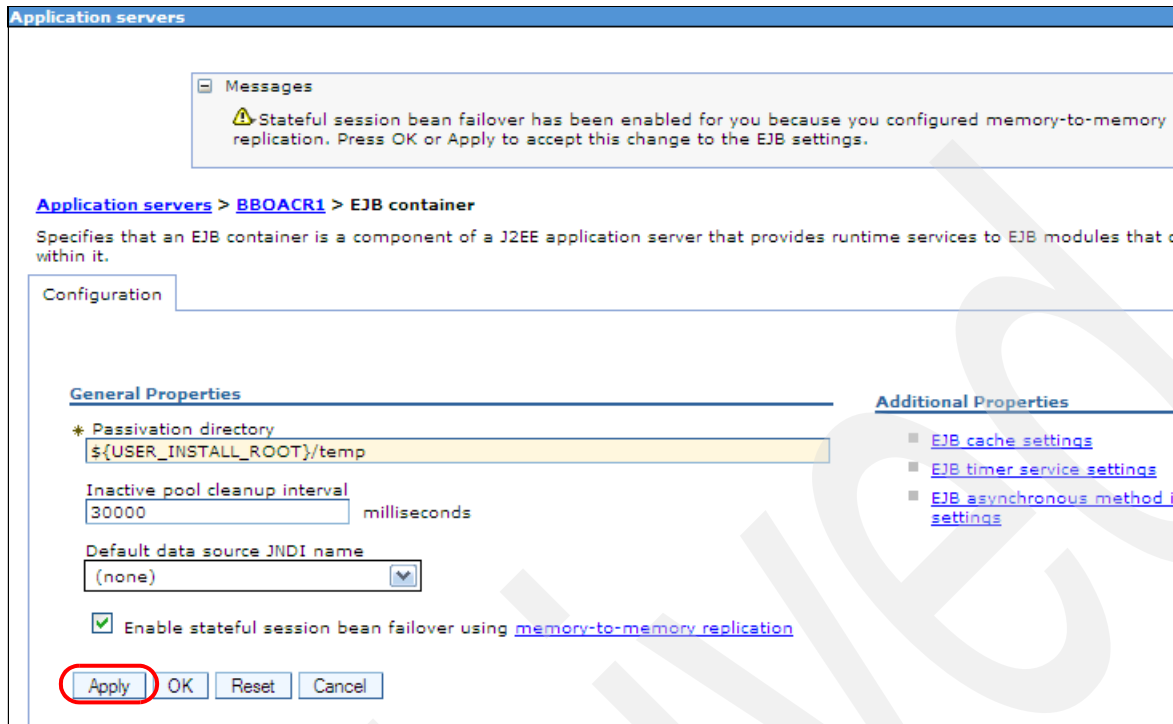 Application servers
Messages
Stateful session bean failover has been enabled for you because you configured memory-to-memory
replication. Press OK or Apply to accept this change to the EJB settings.
Application servers > BBOACR1 > EJB container
Specifies that an EJB container is a component of a J2EE application server that provides runtime services to EJB modules that
within it.
Configuration
General Properties
Additional Properties
* Passivation directory
${USER_INSTALL_ROOT}/temp
EJB cache settings
EJB timer service settings
Inactive pool cleanup interval
30000 milliseconds
EJB asynchronous method
settings
Default data source JNDI name
(none)
Enable stateful session bean failover using memory-to-memory replication
Apply OK Reset Cancel